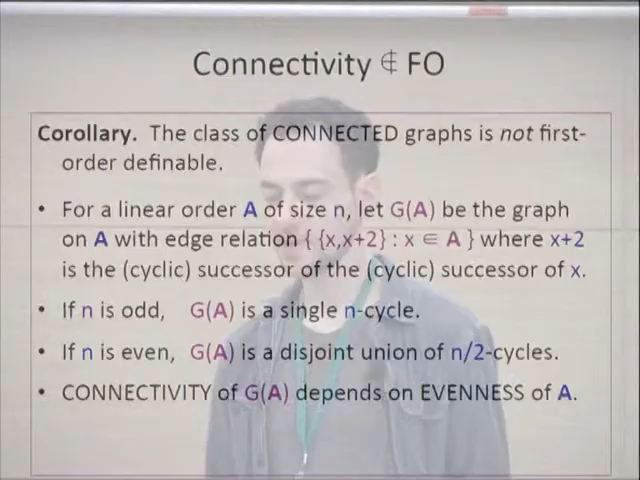 Connectivity ∉ FO
Corollary. The class of CONNECTED graphs is not first-
order definable.
• For a linear order A of size n, let G(A) be the graph
on A with edge relation { {x,x+2} : x ∈ A } where x+2
is the (cyclic) successor of the (cyclic) successor of x.
• If n is odd, G(A) is a single n-cycle.
• If n is even, G(A) is a disjoint union of n/2-cycles.
• CONNECTIVITY of G(A) depends on EVENNESS of A.